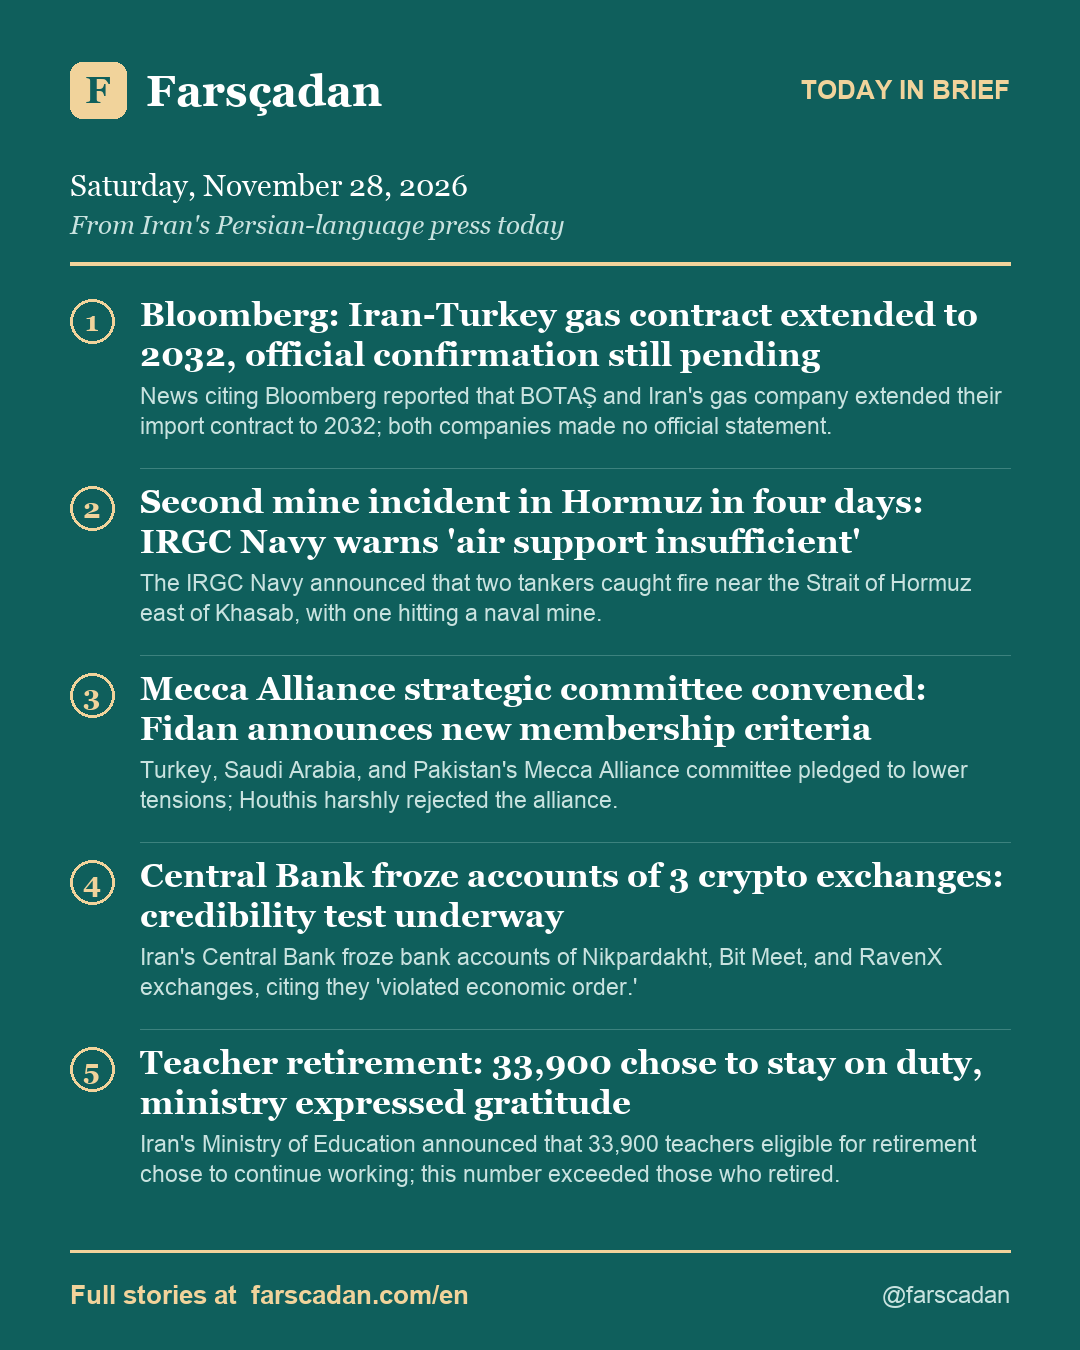 F Farsçadan
TODAY IN BRIEF
Saturday, November 28, 2026
From Iran's Persian-language press today
1
Bloomberg: Iran-Turkey gas contract extended to
2032, official confirmation still pending
News citing Bloomberg reported that BOTAŞ and Iran's gas company extended their
import contract to 2032; both companies made no official statement.
2
Second mine incident in Hormuz in four days:
IRGC Navy warns 'air support insufficient'
The IRGC Navy announced that two tankers caught fire near the Strait of Hormuz
east of Khasab, with one hitting a naval mine.
3
Mecca Alliance strategic committee convened:
Fidan announces new membership criteria
Turkey, Saudi Arabia, and Pakistan's Mecca Alliance committee pledged to lower
tensions; Houthis harshly rejected the alliance.
4
Central Bank froze accounts of 3 crypto exchanges:
credibility test underway
Iran's Central Bank froze bank accounts of Nikpardakht, Bit Meet, and RavenX
exchanges, citing they 'violated economic order.'
5
Teacher retirement: 33,900 chose to stay on duty,
ministry expressed gratitude
Iran's Ministry of Education announced that 33,900 teachers eligible for retirement
chose to continue working; this number exceeded those who retired.
Full stories at farscadan.com/en
@farscadan